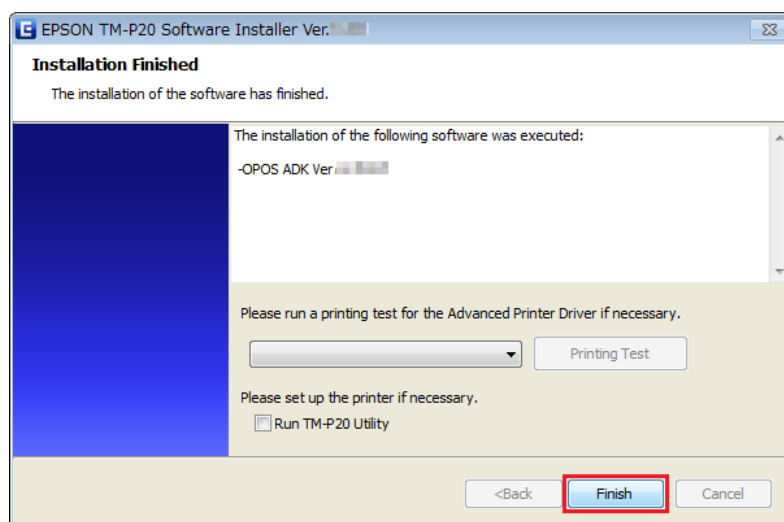 EPSON TM-P20 Software Installer Ver.
Installation Finished
The installation of the software has finished.
The installation of the following software was executed:
-OPOS ADK Ver.
Please run a printing test for the Advanced Printer Driver if necessary.
Printing Test
Please set up the printer if necessary.
Run TM-P20 Utility
<Back Finish Cancel